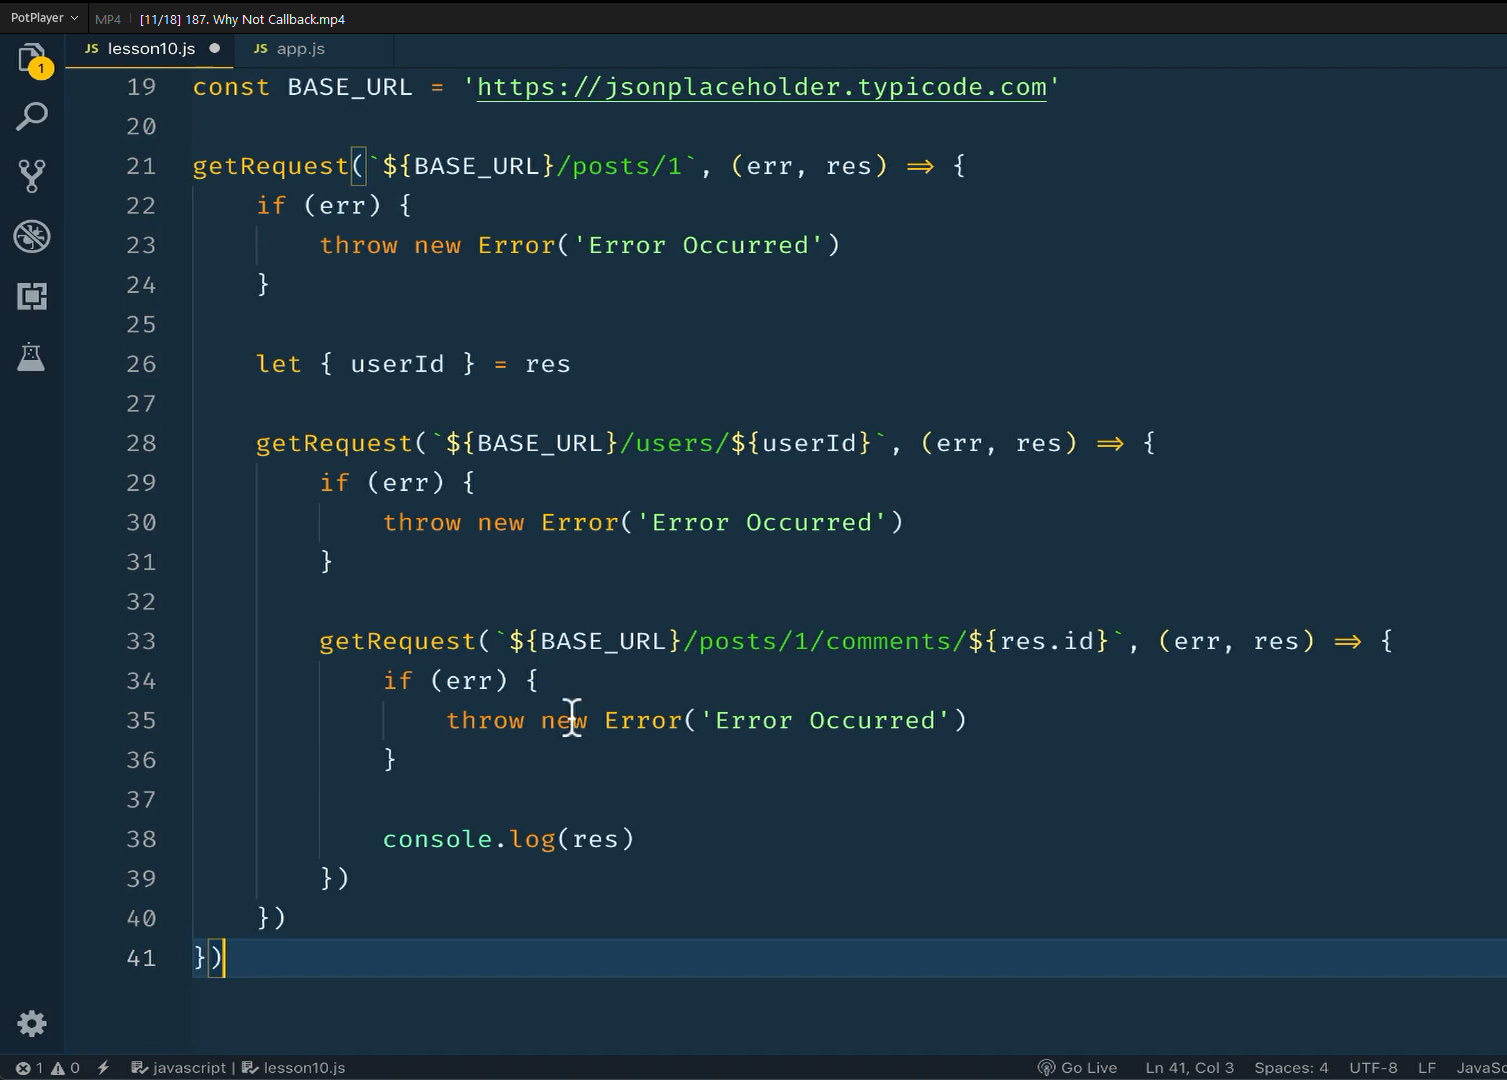 PotPlayer MP4 [11/18] 187. Why Not Callback.mp4
1
JS lesson10.js JS app.js
19 const BASE_URL = 'https://jsonplaceholder.typicode.com'
20
21 getRequest(`${BASE_URL}/posts/1`, (err, res) ⇒ {
22     if (err) {
23         throw new Error('Error Occurred')
24     }
25
26     let { userId } = res
27
28     getRequest(`${BASE_URL}/users/${userId}`, (err, res) ⇒ {
29         if (err) {
30             throw new Error('Error Occurred')
31         }
32
33         getRequest(`${BASE_URL}/posts/1/comments/${res.id}`, (err, res) ⇒ {
34             if (err) {
35                 throw new Error('Error Occurred')
36             }
37
38             console.log(res)
39         })
40     })
41 })
1 0 javascript | lesson10.js Go Live Ln 41, Col 3 Spaces: 4 UTF-8 LF JavaSc